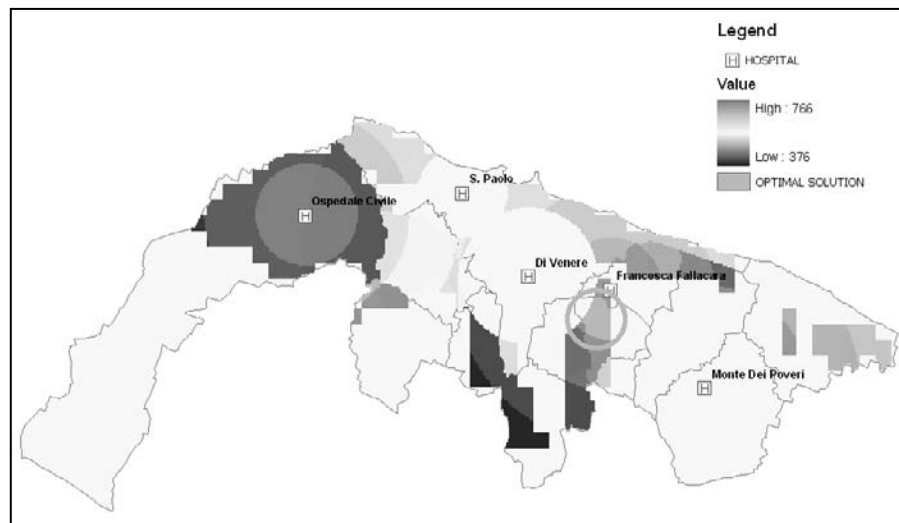 Legend
H HOSPITAL
Value
High : 766
Low : 376
OPTIMAL SOLUTION
S. Paolo
H
Ospedale Civile
H
Di Venere
H
Francesca Fallacara
H
Monte Dei Poveri
H